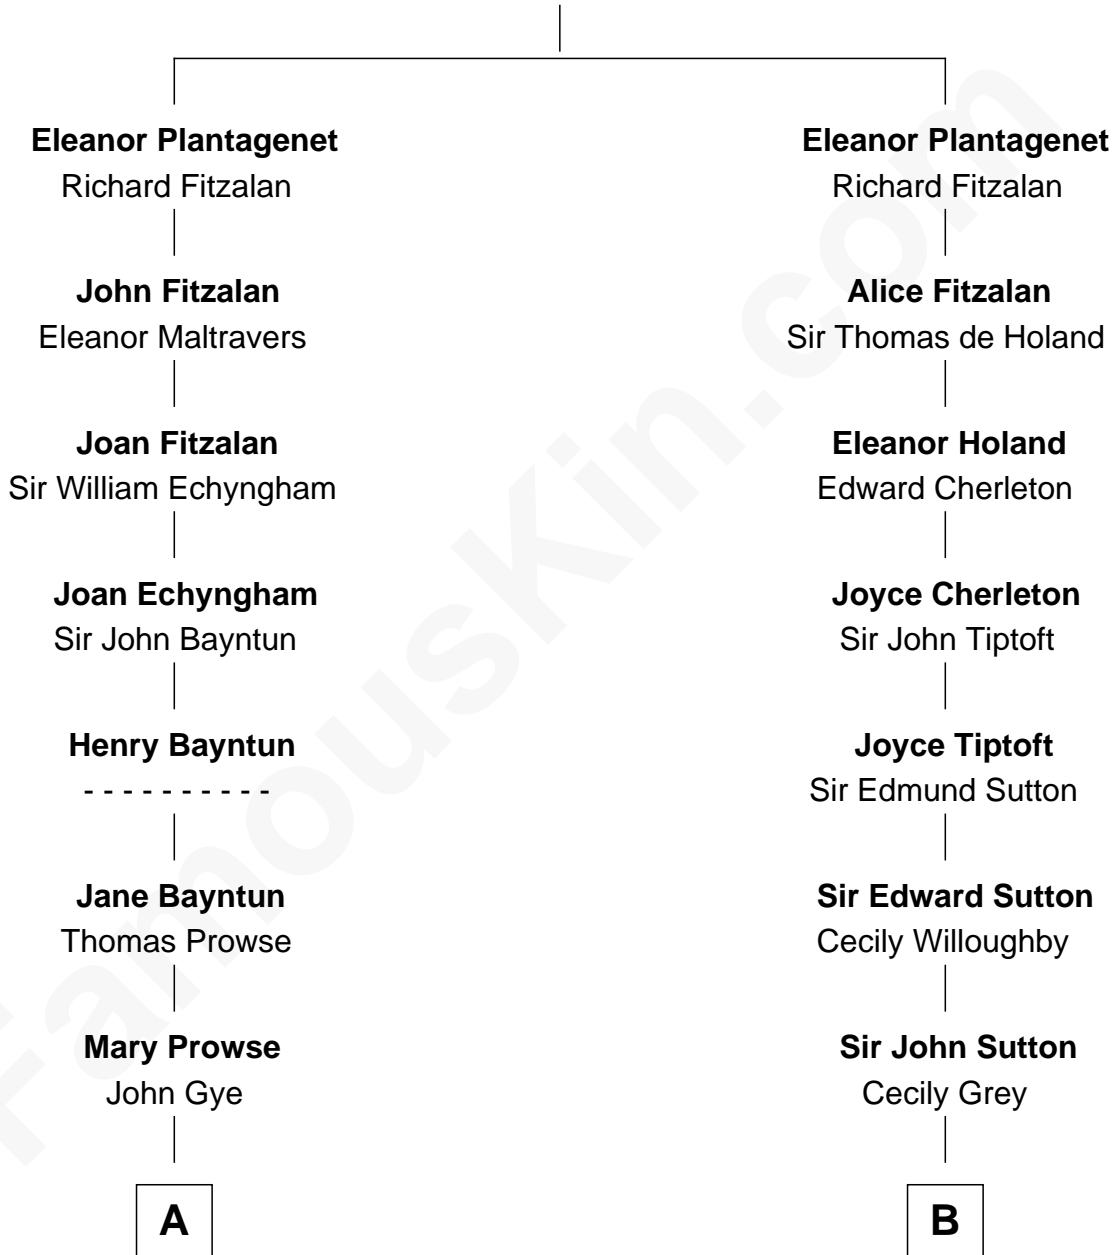 Eleanor Plantagenet
Richard Fitzalan
John Fitzalan
Eleanor Maltravers
Joan Fitzalan
Sir William Echyngham
Joan Echyngham
Sir John Bayntun
Henry Bayntun
- - - - - - - - - -
Jane Bayntun
Thomas Prowse
Mary Prowse
John Gye
A
Eleanor Plantagenet
Richard Fitzalan
Alice Fitzalan
Sir Thomas de Holand
Eleanor Holand
Edward Cherleton
Joyce Cherleton
Sir John Tiptoft
Joyce Tiptoft
Sir Edmund Sutton
Sir Edward Sutton
Cecily Willoughby
Sir John Sutton
Cecily Grey
B
FamousKin.com